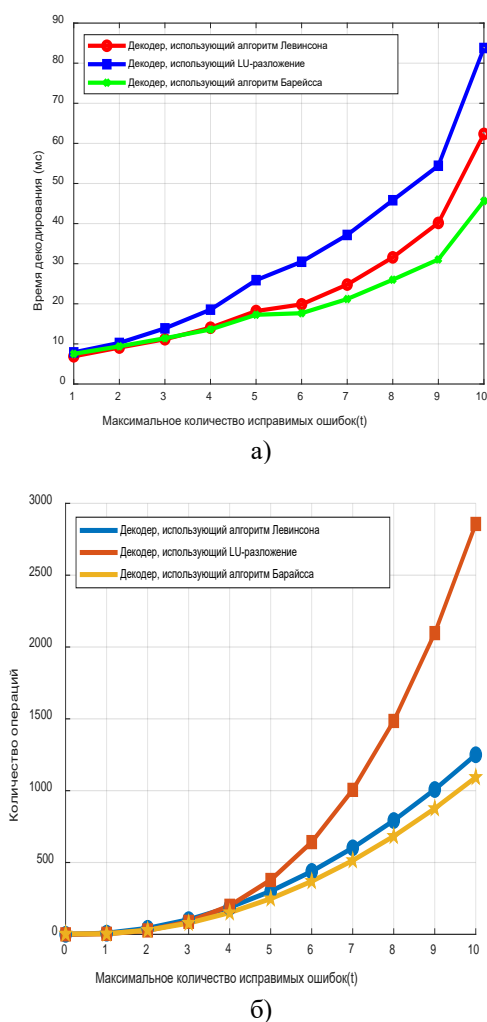 90
80
70
60
50
40
30
20
10
0
Время декодирования (мс)
Декодер, использующий алгоритм Левинсона
Декодер, использующий LU-разложение
Декодер, использующий алгоритм Барейсса
1 2 3 4 5 6 7 8 9 10
Максимальное количество исправимых ошибок(t)
а)
3000
2500
2000
1500
1000
500
0
Количество операций
Декодер, использующий алгоритм Левинсона
Декодер, использующий LU-разложение
Декодер, использующий алгоритм Барайсса
0 1 2 3 4 5 6 7 8 9 10
Максимальное количество исправимых ошибок(t)
б)